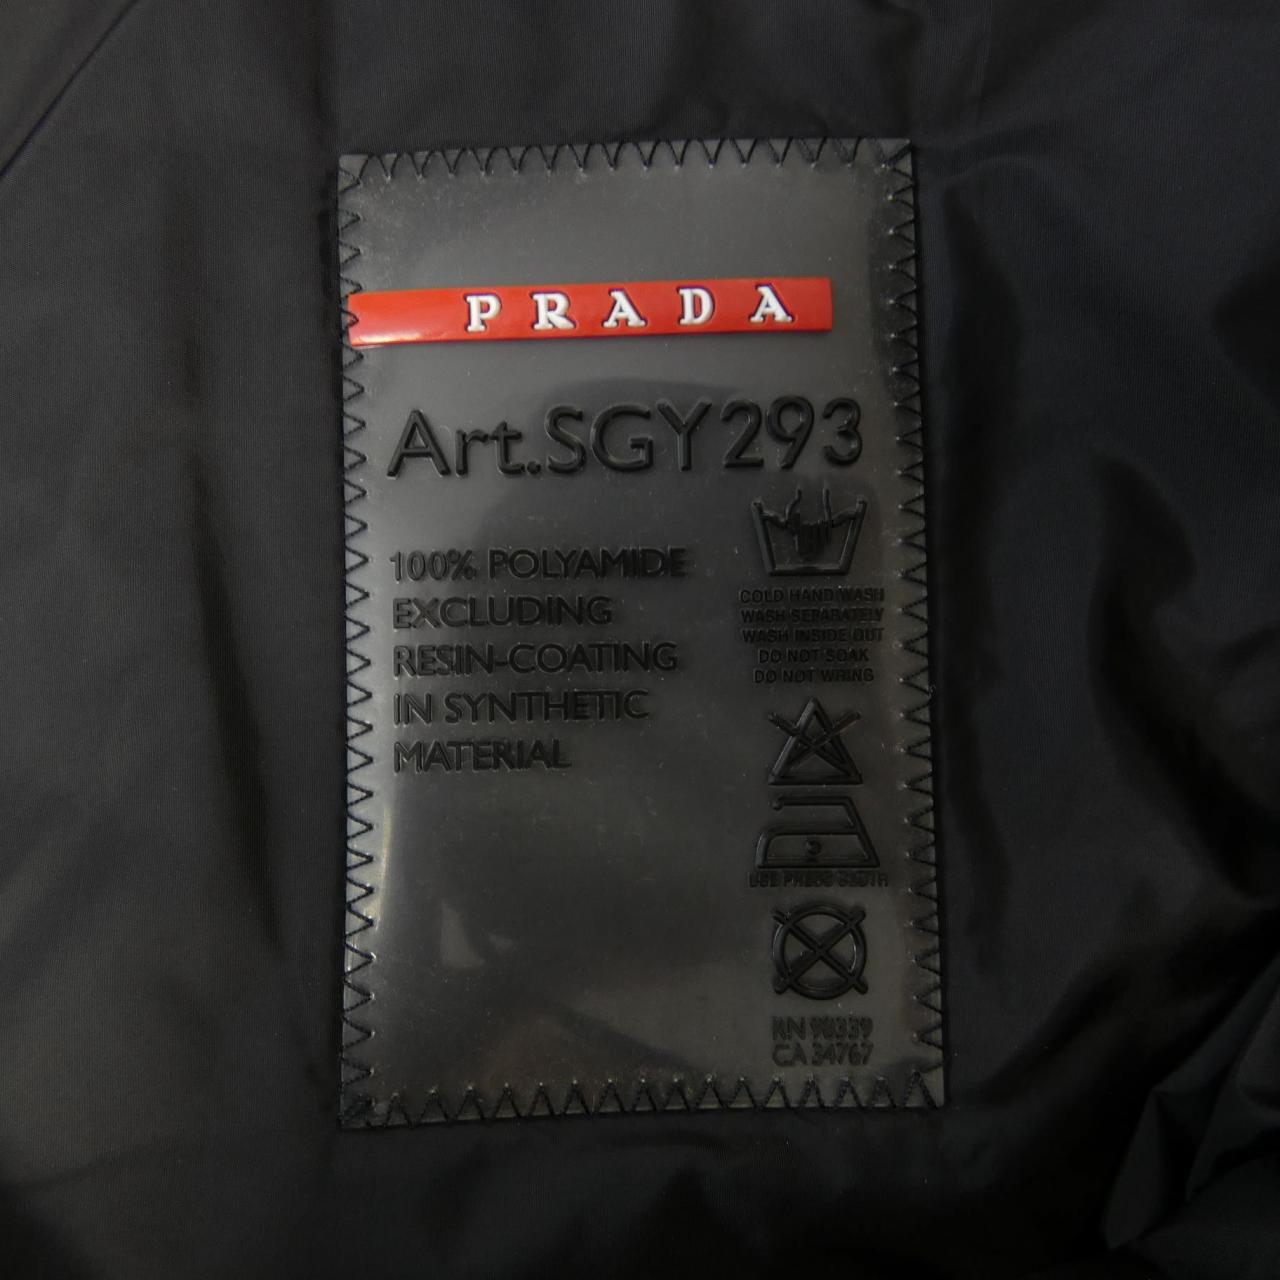 PRADA
Art.SGY293
100% POLYAMIDE
EXCLUDING
RESIN-COATING
IN SYNTHETIC
MATERIAL
COLD HAND WASH
WASH SEPARATELY
WASH INSIDE OUT
DO NOT SOAK
DO NOT WRING
USE PRESS CLOTH
RN 98339
CA 34767